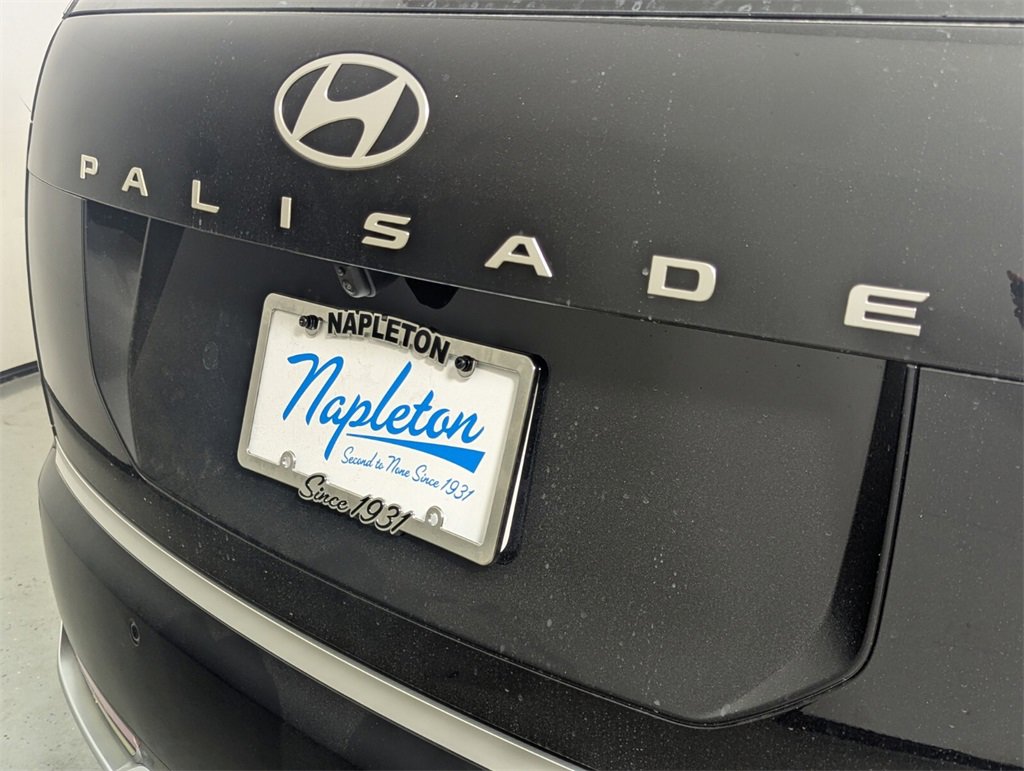 PALISADE
NAPLETON
Napleton
Second to None Since 1931
Since 1931